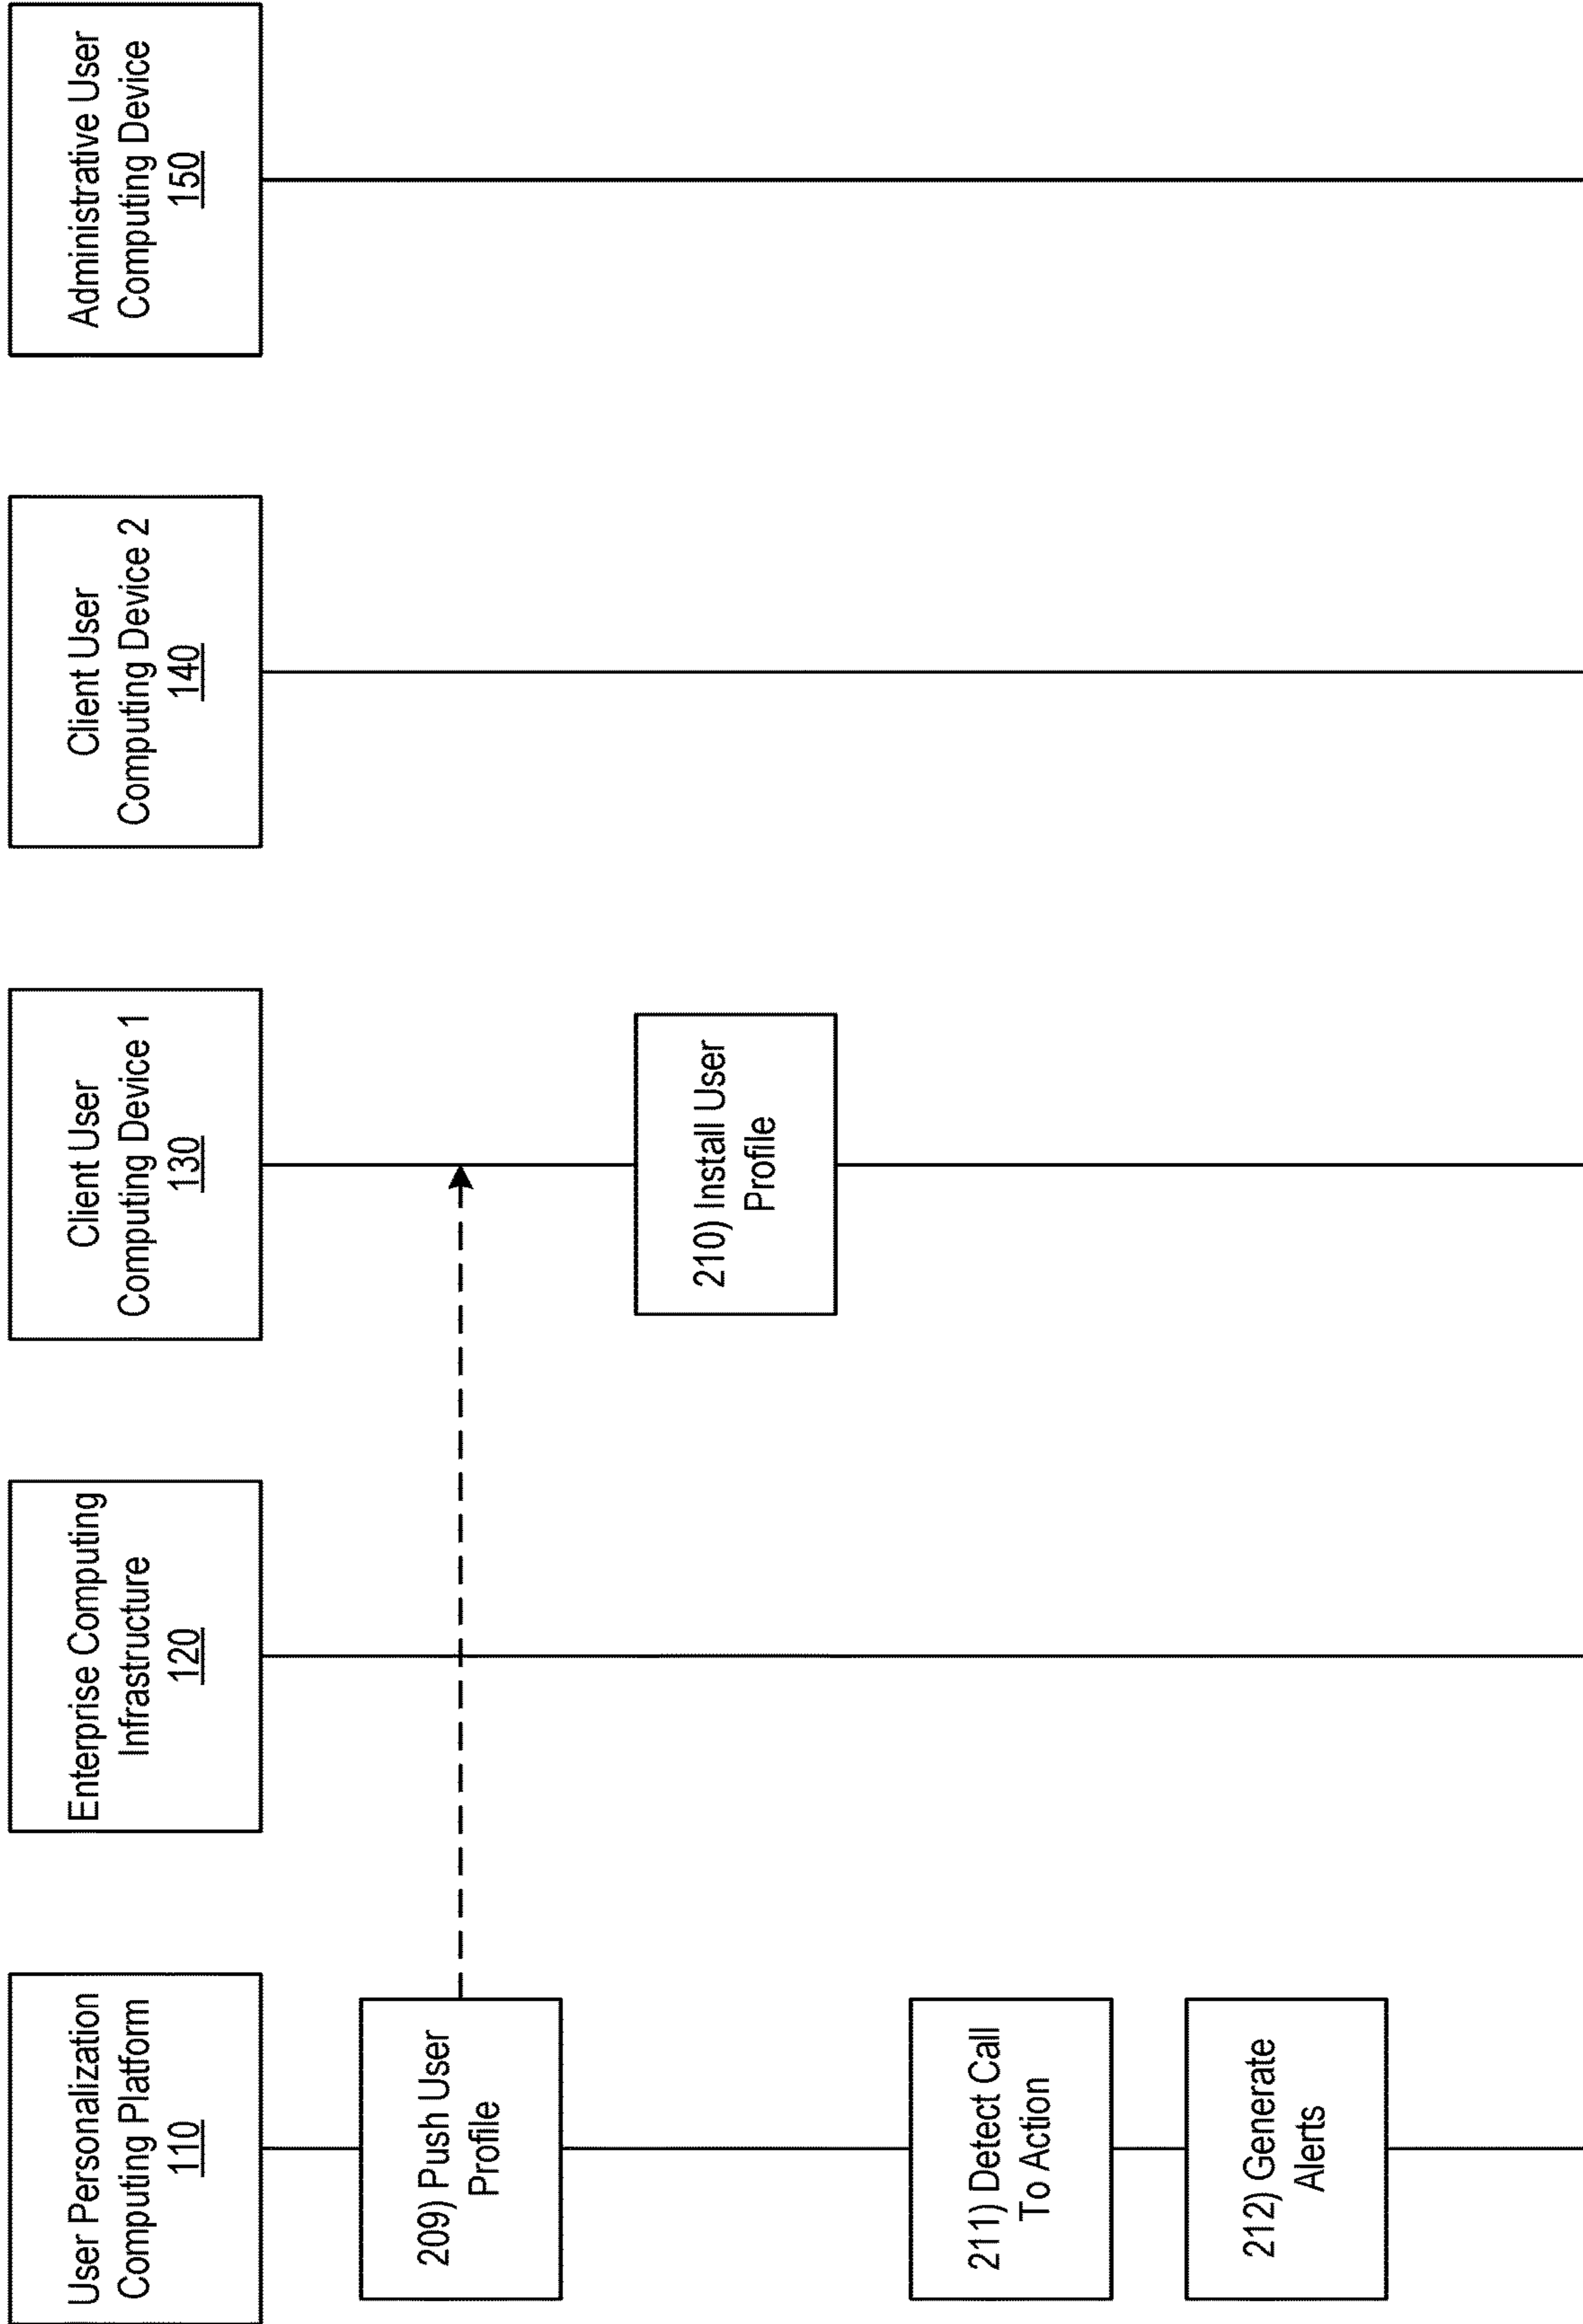 User Personalization
Computing Platform
110
Enterprise Computing
Infrastructure
120
Client User
Computing Device 1
130
Client User
Computing Device 2
140
Administrative User
Computing Device
150
209) Push User
Profile
210) Install User
Profile
211) Detect Call
To Action
212) Generate
Alerts